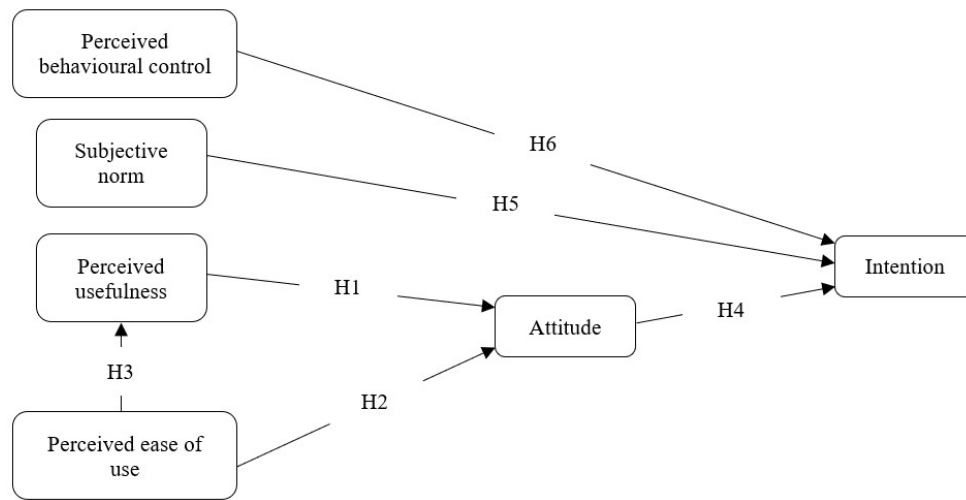 Perceived
behavioural control
H6
Subjective
norm
H5
Perceived
usefulness
H1
Intention
Attitude
H4
H3
H2
Perceived ease of
use